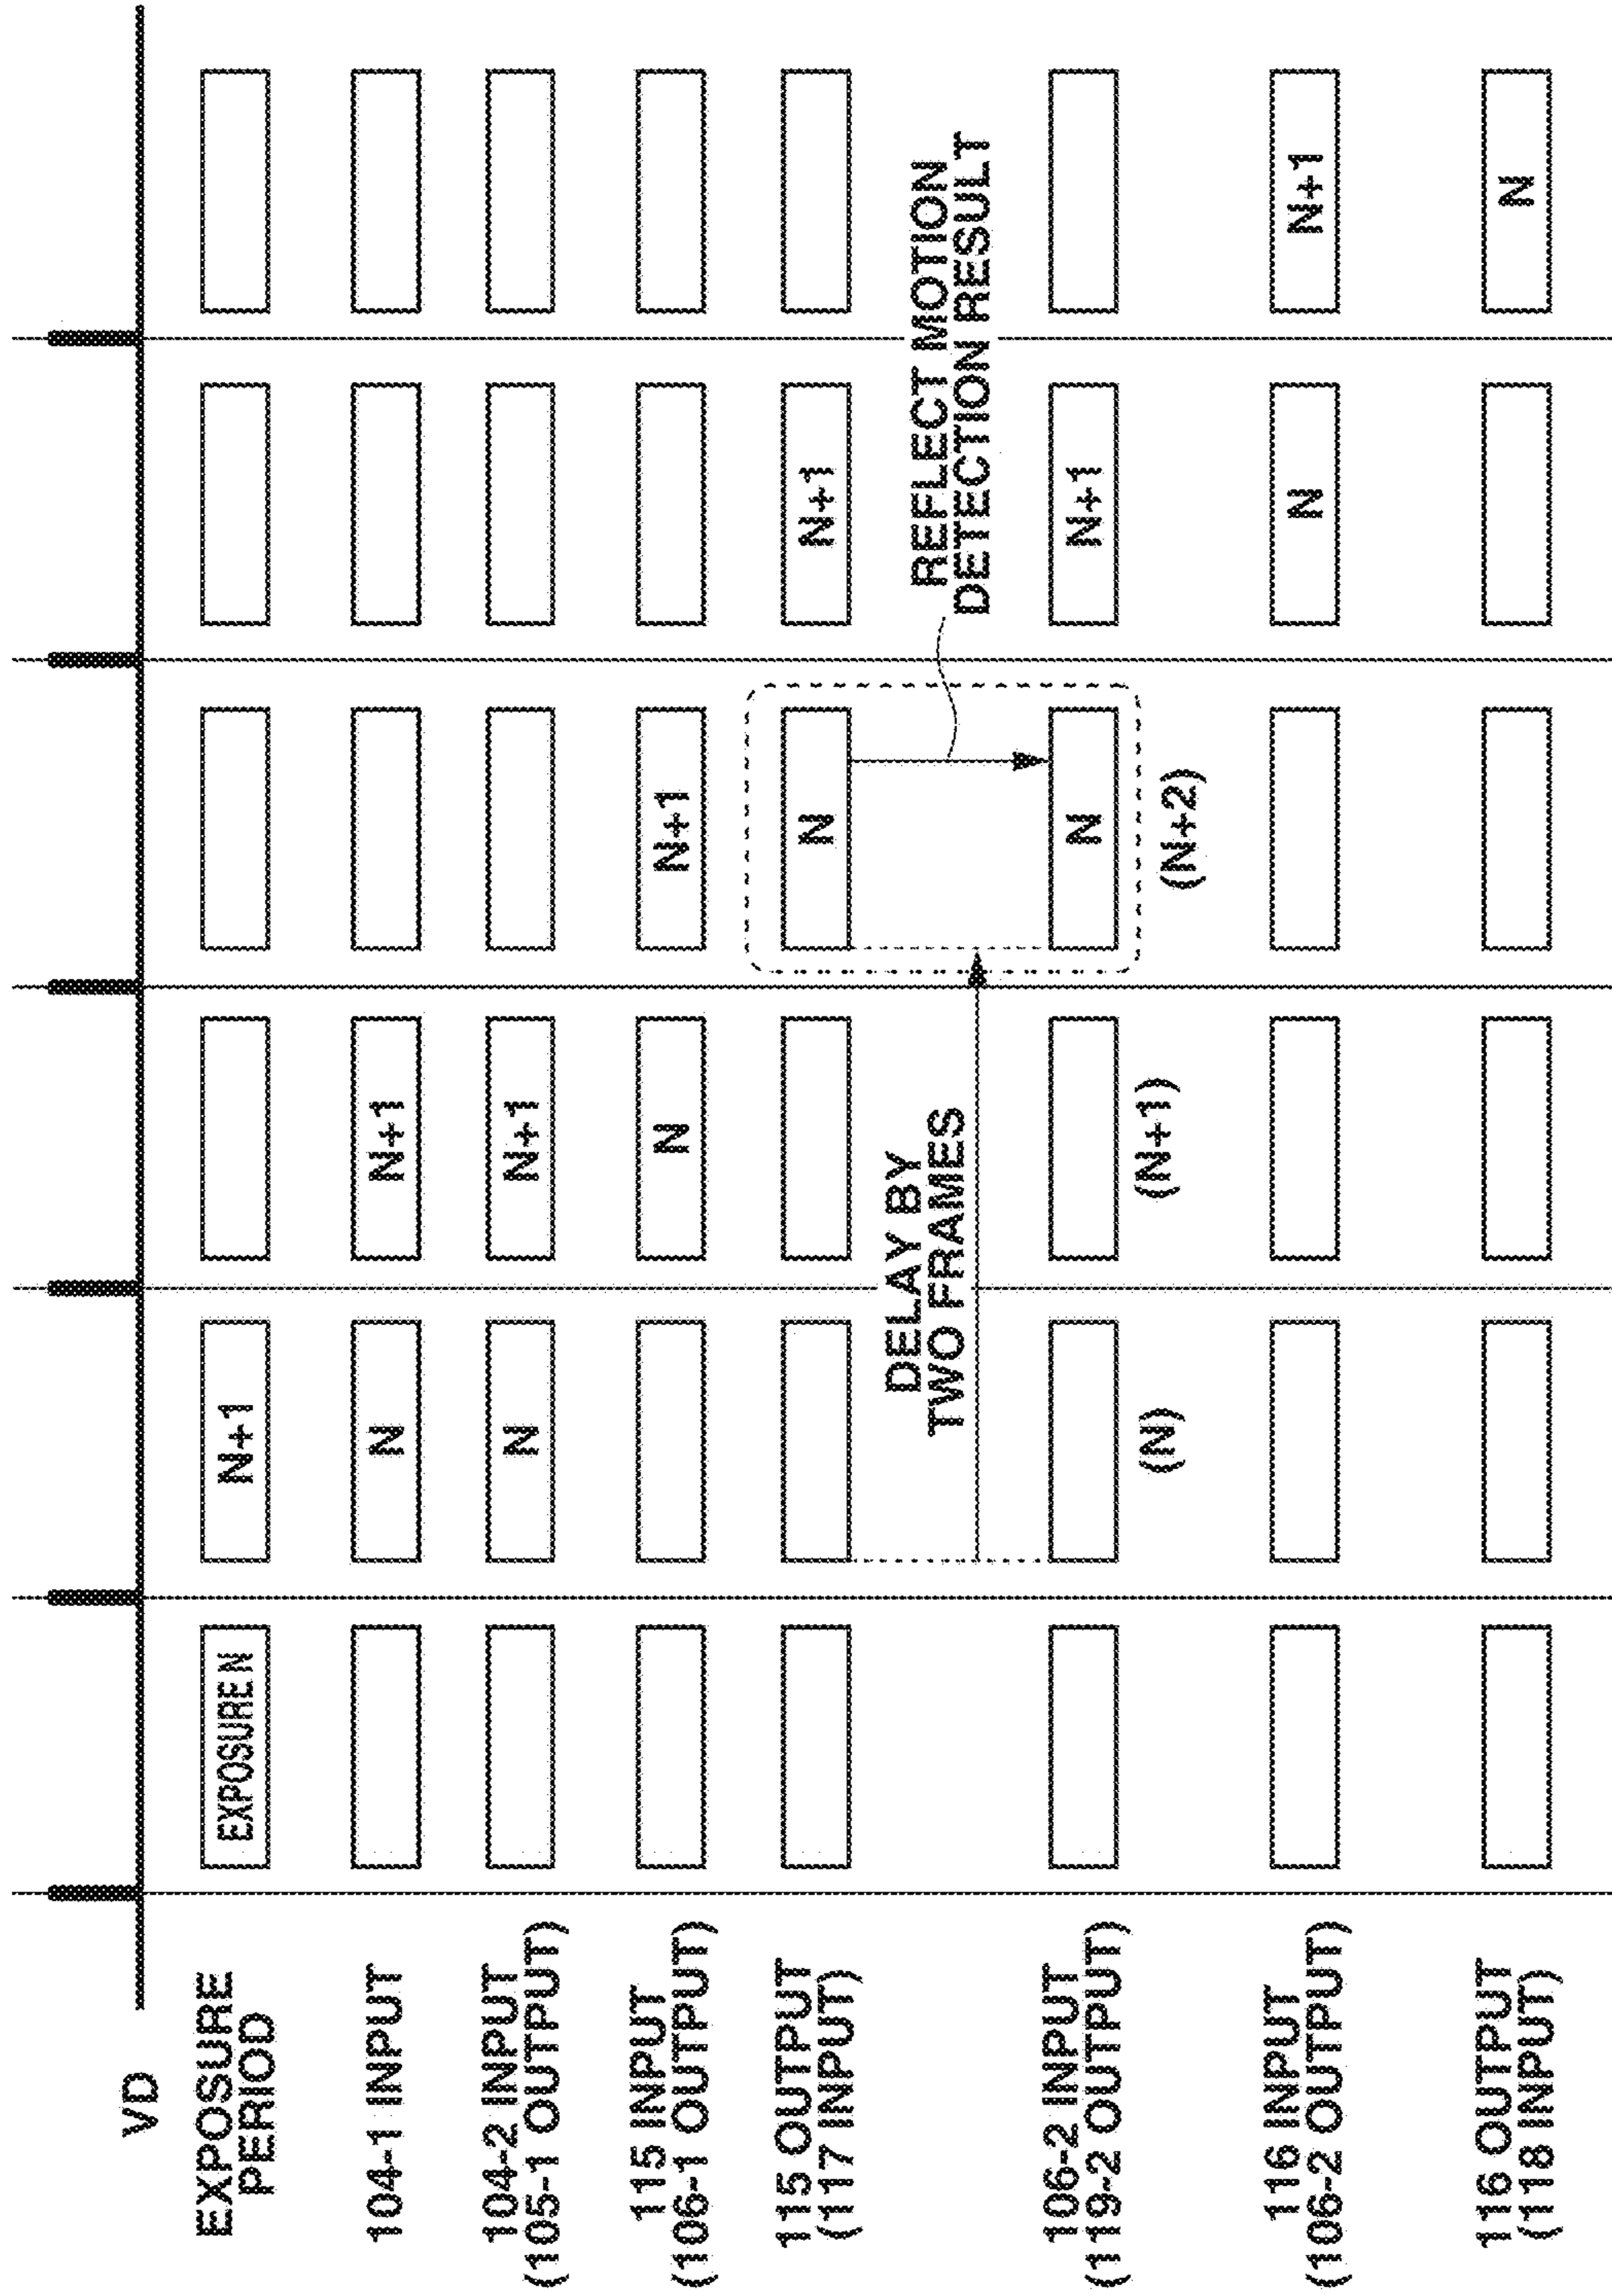 VD
EXPOSURE
PERIOD
EXPOSURE N
N+1
104-1 INPUT
N
N+1
104-2 INPUT
(105-1 OUTPUT)
N
N+1
115 INPUT
(106-1 OUTPUT)
N
N+1
115 OUTPUT
(117 INPUT)
N
N+1
DELAY BY
TWO FRAMES
REFLECT MOTION
DETECTION RESULT
106-2 INPUT
(119-2 OUTPUT)
N
N+1
(N)
(N+1)
(N+2)
116 INPUT
(106-2 OUTPUT)
N
N+1
116 OUTPUT
(118 INPUT)
N